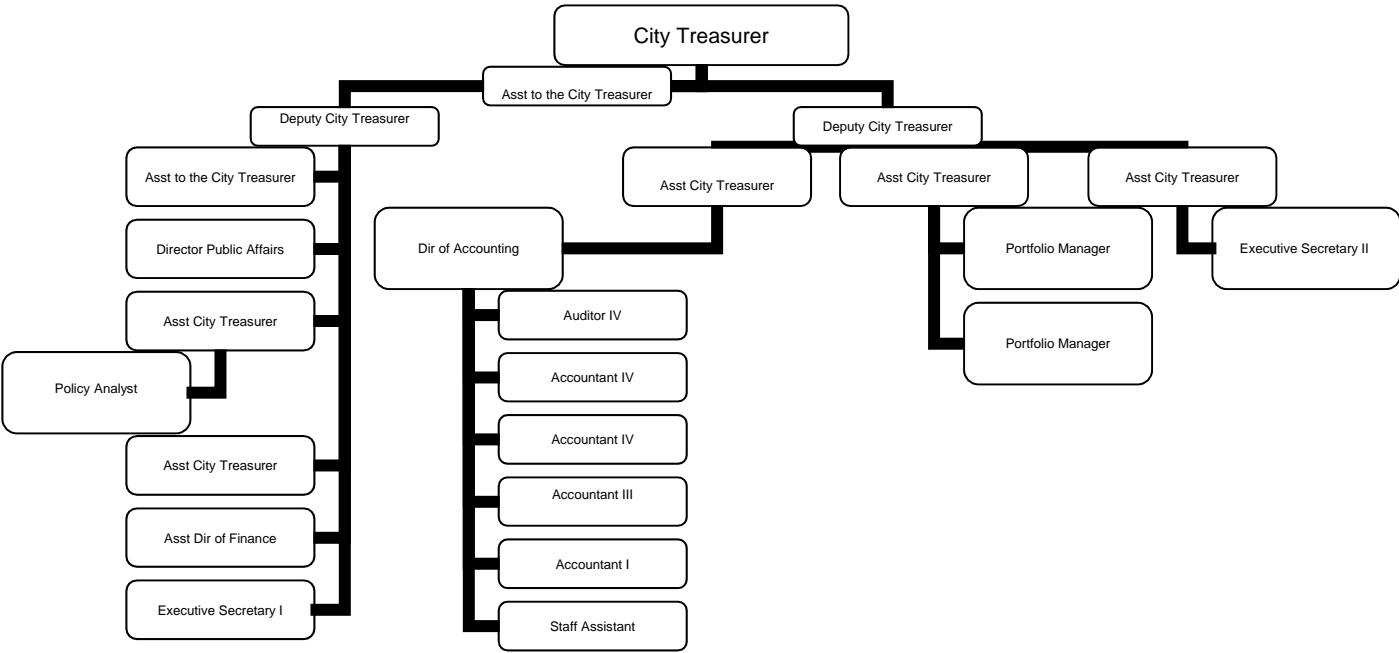 City Treasurer
Asst to the City Treasurer
Deputy City Treasurer
Deputy City Treasurer
Asst to the City Treasurer
Asst City Treasurer
Asst City Treasurer
Asst City Treasurer
Director Public Affairs
Dir of Accounting
Portfolio Manager
Executive Secretary II
Asst City Treasurer
Auditor IV
Portfolio Manager
Policy Analyst
Accountant IV
Accountant IV
Asst City Treasurer
Accountant III
Asst Dir of Finance
Accountant I
Executive Secretary I
Staff Assistant